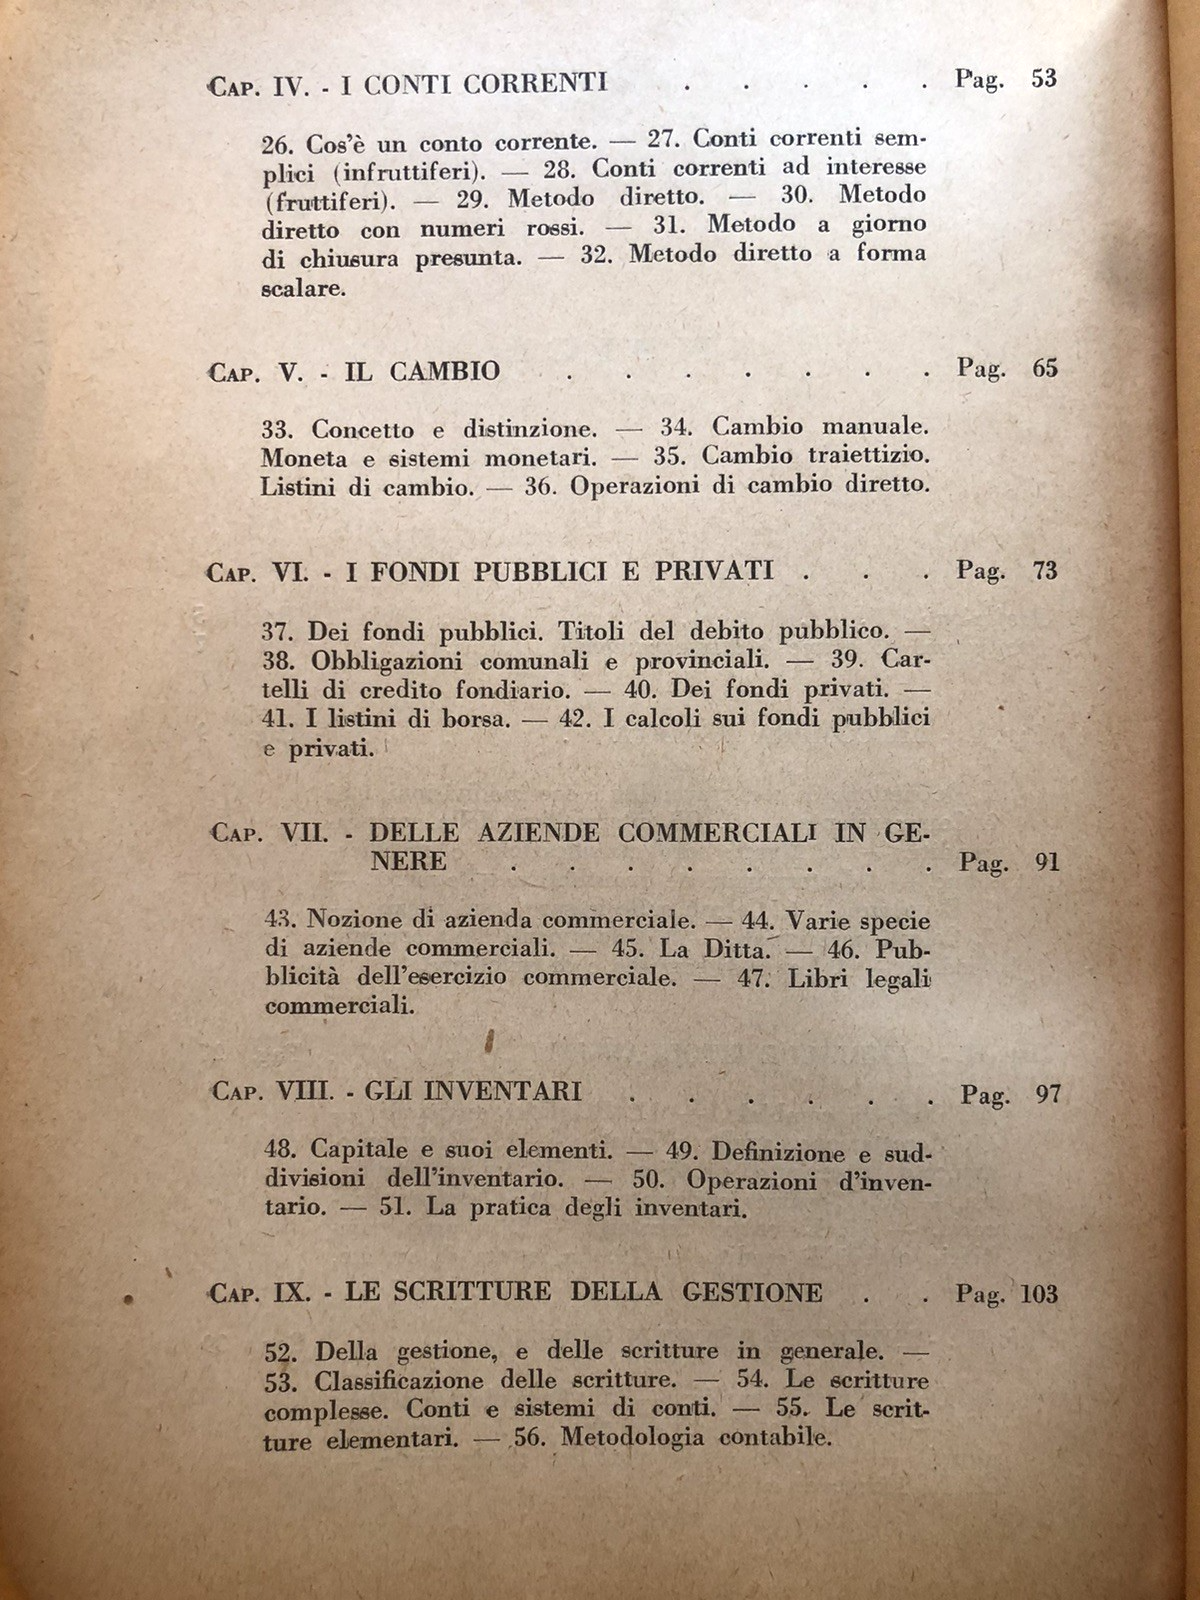 CAP. IV. - I CONTI CORRENTI . . . . . Pag. 53
26. Cos'è un conto corrente. — 27. Conti correnti sem-
plici (infruttiferi). — 28. Conti correnti ad interesse
(fruttiferi). — 29. Metodo diretto. — 30. Metodo
diretto con numeri rossi. — 31. Metodo a giorno
di chiusura presunta. — 32. Metodo diretto a forma
scalare.
CAP. V. - IL CAMBIO . . . . . . . Pag. 65
33. Concetto e distinzione. — 34. Cambio manuale.
Moneta e sistemi monetari. — 35. Cambio traiettizio.
Listini di cambio. — 36. Operazioni di cambio diretto.
CAP. VI. - I FONDI PUBBLICI E PRIVATI . . . Pag. 73
37. Dei fondi pubblici. Titoli del debito pubblico. —
38. Obbligazioni comunali e provinciali. — 39. Car-
telli di credito fondiario. — 40. Dei fondi privati. —
41. I listini di borsa. — 42. I calcoli sui fondi pubblici
e privati.
CAP. VII. - DELLE AZIENDE COMMERCIALI IN GE-
NERE . . . . . . . . Pag. 91
43. Nozione di azienda commerciale. — 44. Varie specie
di aziende commerciali. — 45. La Ditta. — 46. Pub-
blicità dell'esercizio commerciale. — 47. Libri legali
commerciali.
CAP. VIII. - GLI INVENTARI . . . . . . Pag. 97
48. Capitale e suoi elementi. — 49. Definizione e sud-
divisioni dell'inventario. — 50. Operazioni d'inven-
tario. — 51. La pratica degli inventari.
CAP. IX. - LE SCRITTURE DELLA GESTIONE . . Pag. 103
52. Della gestione, e delle scritture in generale. —
53. Classificazione delle scritture. — 54. Le scritture
complesse. Conti e sistemi di conti. — 55. Le scrit-
ture elementari. — 56. Metodologia contabile.